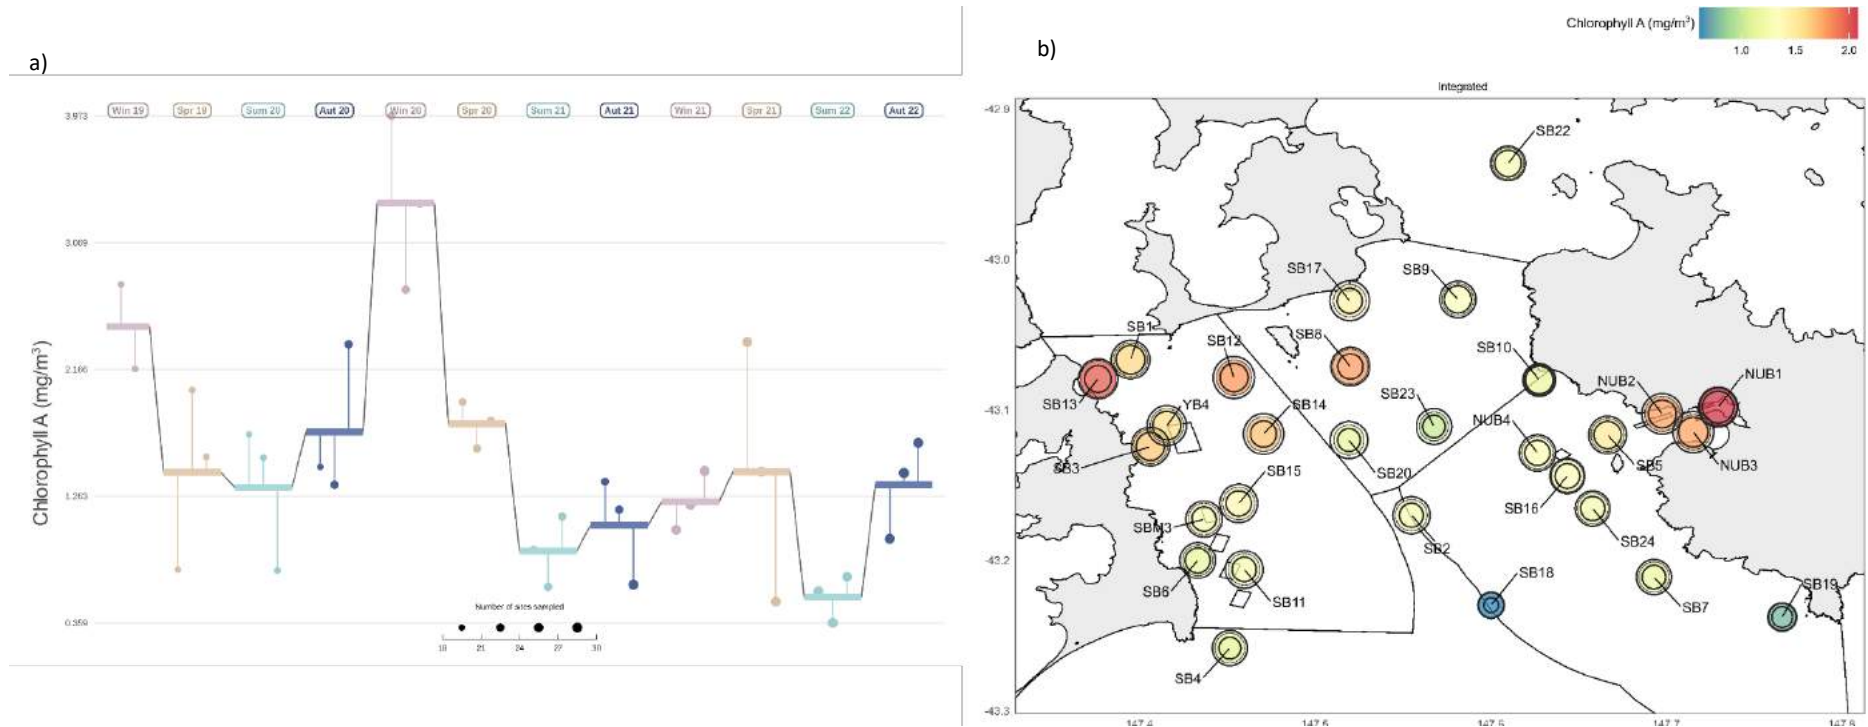 a)
Win 19 Spr 19 Sum 20 Aut 20 Win 20 Spr 20 Sum 21 Aut 21 Win 21 Spr 21 Sum 22 Aut 22
3.973
3.069
2.166
1.263
0.359
Chlorophyll A (mg/m³)
Number of sites sampled
18 21 24 27 30
b)
Chlorophyll A (mg/m³)
1.0 1.5 2.0
Integrated
-42.9
-43.0
-43.1
-43.2
-43.3
SB22
SB17
SB9
SB1
SB12
SB8
SB10
SB13
SB23
NUB2
NUB1
YB4
SB14
NUB4
SB3
SB20
SB5
NUB3
SB15
SB16
SBM3
SB2
SB24
SB6
SB18
SB19
SB11
SB7
SB4
147.4 147.5 147.6 147.7 147.8